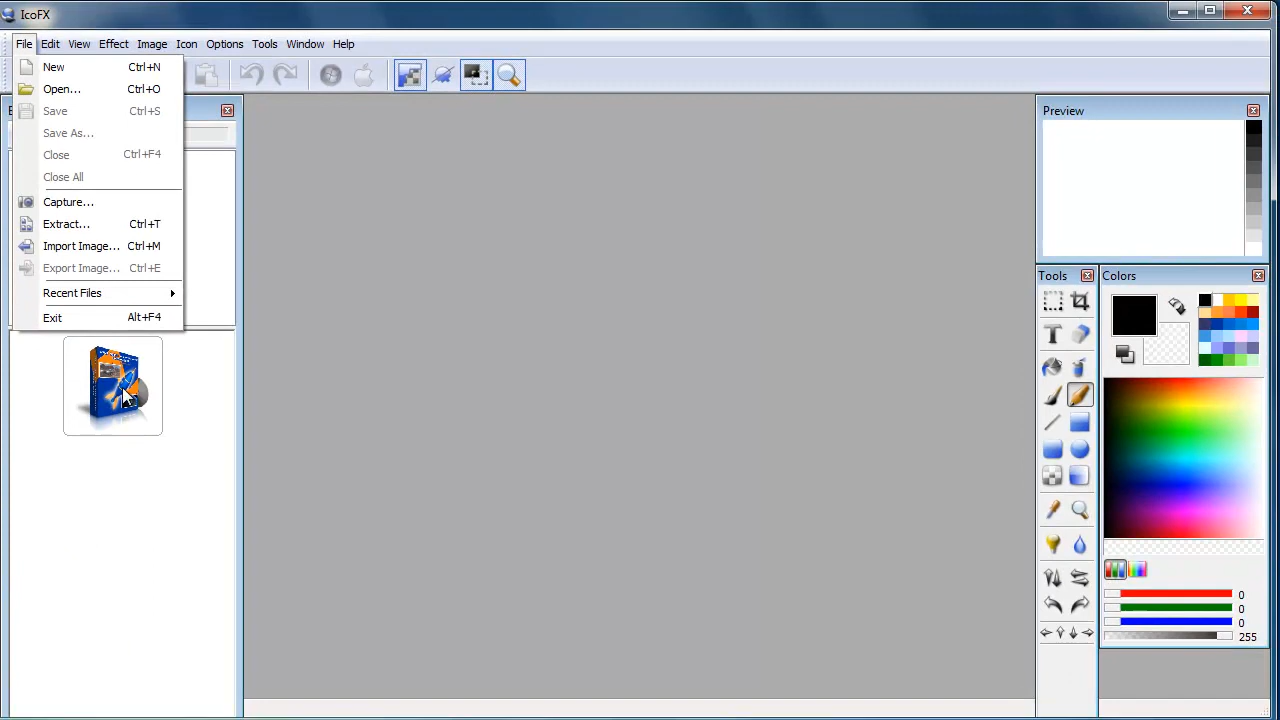 IcoFX
File Edit View Effect Image Icon Options Tools Window Help
New Ctrl+N
Open... Ctrl+O
Save Ctrl+S
Save As...
Close Ctrl+F4
Close All
Capture...
Extract... Ctrl+T
Import Image... Ctrl+M
Export Image... Ctrl+E
Recent Files
Exit Alt+F4
Preview
Tools
Colors
0
0
0
255